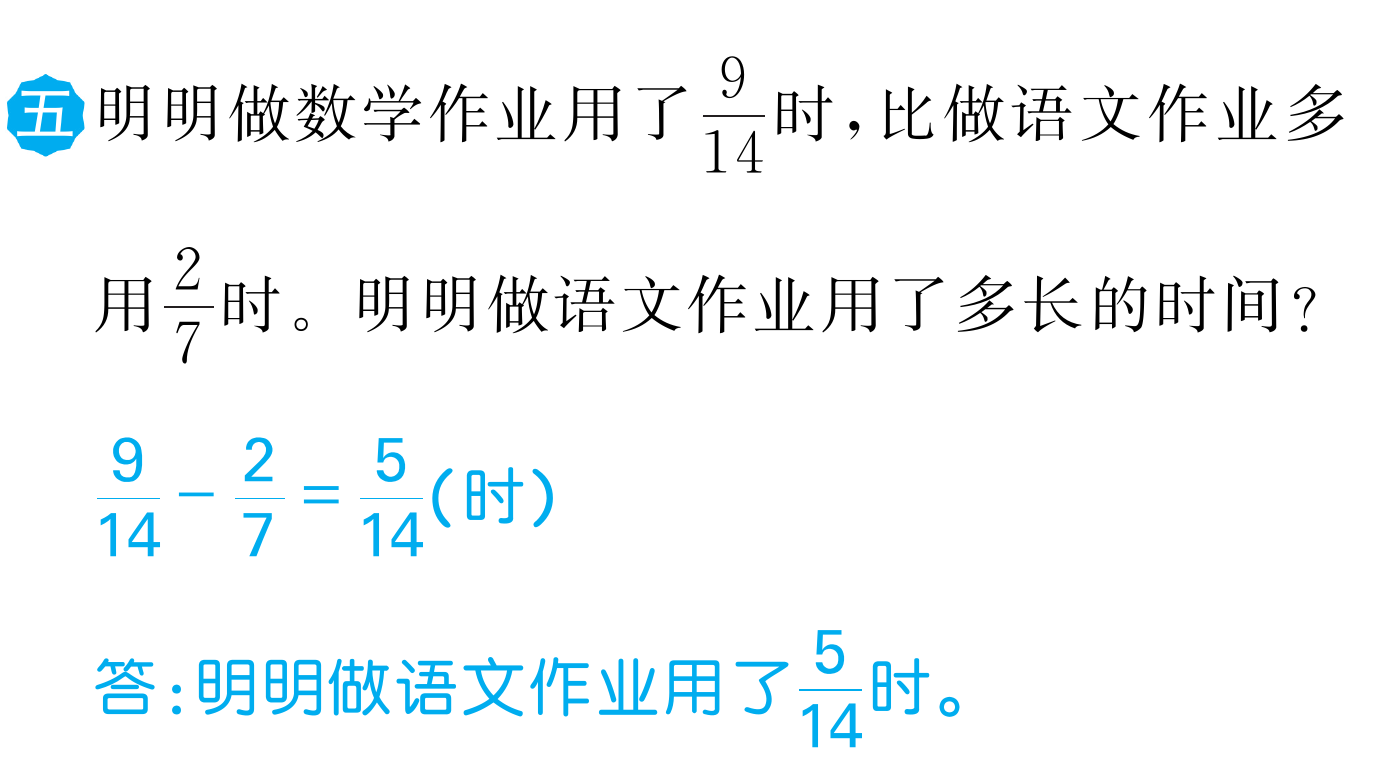 五 明明做数学作业用了9/14时,比做语文作业多
用2/7时。明明做语文作业用了多长的时间?
9/14 - 2/7 = 5/14(时)
答:明明做语文作业用了5/14时。